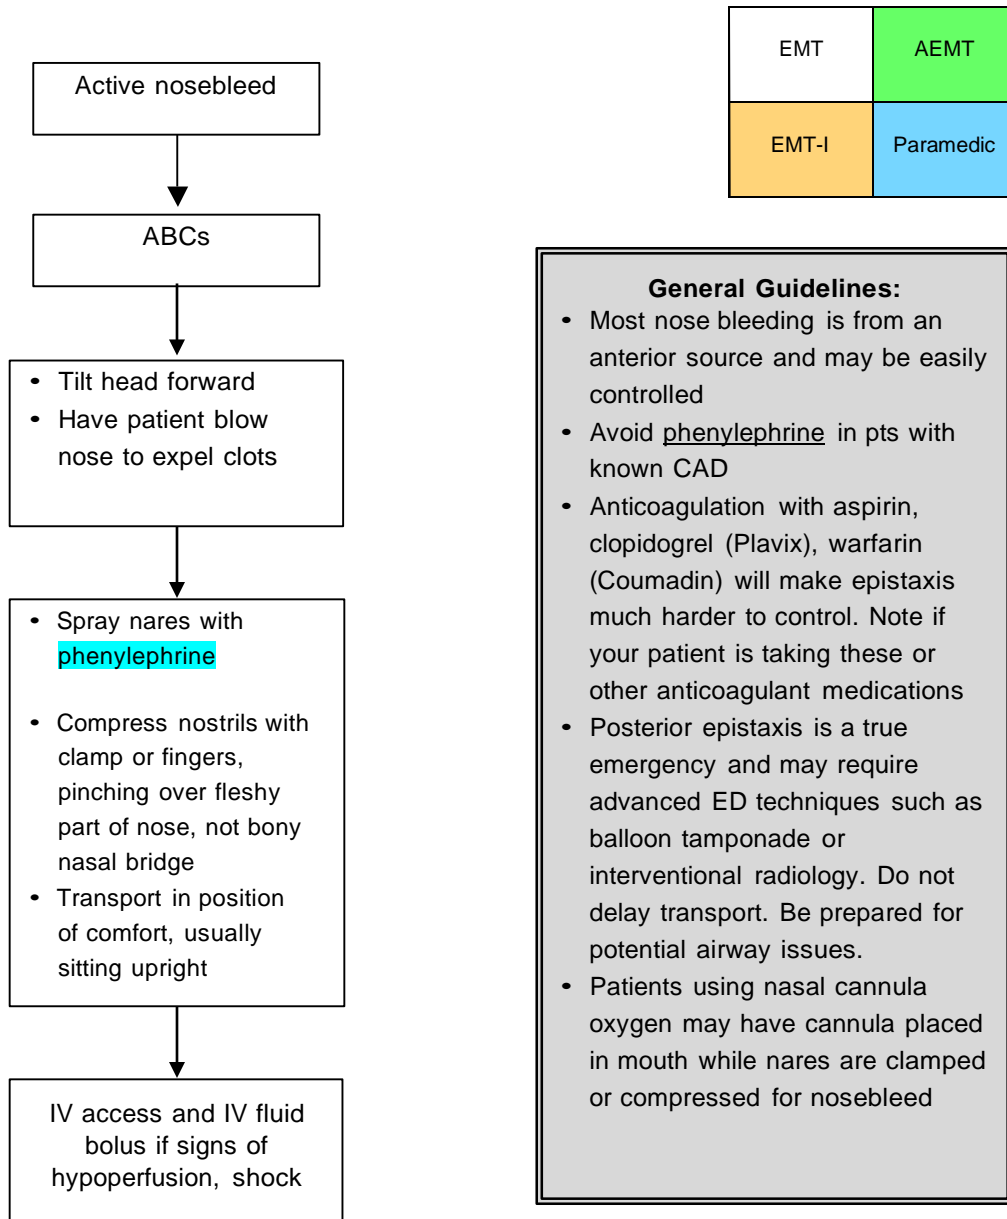 EMT
AEMT
EMT-I
Paramedic
Active nosebleed
ABCs
• Tilt head forward
• Have patient blow
nose to expel clots
• Spray nares with
phenylephrine
• Compress nostrils with
clamp or fingers,
pinching over fleshy
part of nose, not bony
nasal bridge
• Transport in position
of comfort, usually
sitting upright
IV access and IV fluid
bolus if signs of
hypoperfusion, shock
General Guidelines:
• Most nose bleeding is from an
anterior source and may be easily
controlled
• Avoid phenylephrine in pts with
known CAD
• Anticoagulation with aspirin,
clopidogrel (Plavix), warfarin
(Coumadin) will make epistaxis
much harder to control. Note if
your patient is taking these or
other anticoagulant medications
• Posterior epistaxis is a true
emergency and may require
advanced ED techniques such as
balloon tamponade or
interventional radiology. Do not
delay transport. Be prepared for
potential airway issues.
• Patients using nasal cannula
oxygen may have cannula placed
in mouth while nares are clamped
or compressed for nosebleed